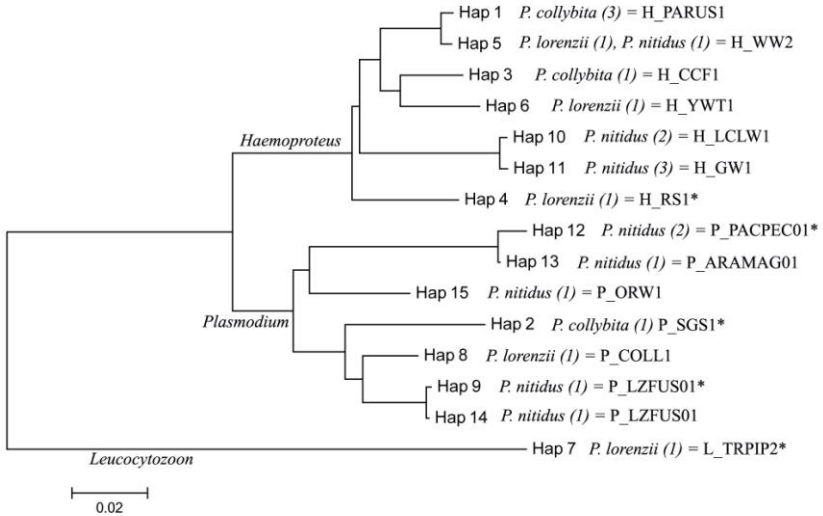 Hap 1 P. collybita (3) = H_PARUS1
Hap 5 P. lorenzii (1), P. nitidus (1) = H_WW2
Hap 3 P. collybita (1) = H_CCF1
Hap 6 P. lorenzii (1) = H_YWT1
Haemoproteus
Hap 10 P. nitidus (2) = H_LCLW1
Hap 11 P. nitidus (3) = H_GW1
Hap 4 P. lorenzii (1) = H_RS1*
Hap 12 P. nitidus (2) = P_PACPEC01*
Hap 13 P. nitidus (1) = P_ARAMAG01
Hap 15 P. nitidus (1) = P_ORW1
Plasmodium
Hap 2 P. collybita (1) P_SGS1*
Hap 8 P. lorenzii (1) = P_COLL1
Hap 9 P. nitidus (1) = P_LZFUS01*
Hap 14 P. nitidus (1) = P_LZFUS01
Hap 7 P. lorenzii (1) = L_TRPIP2*
Leucocytozoon
0.02